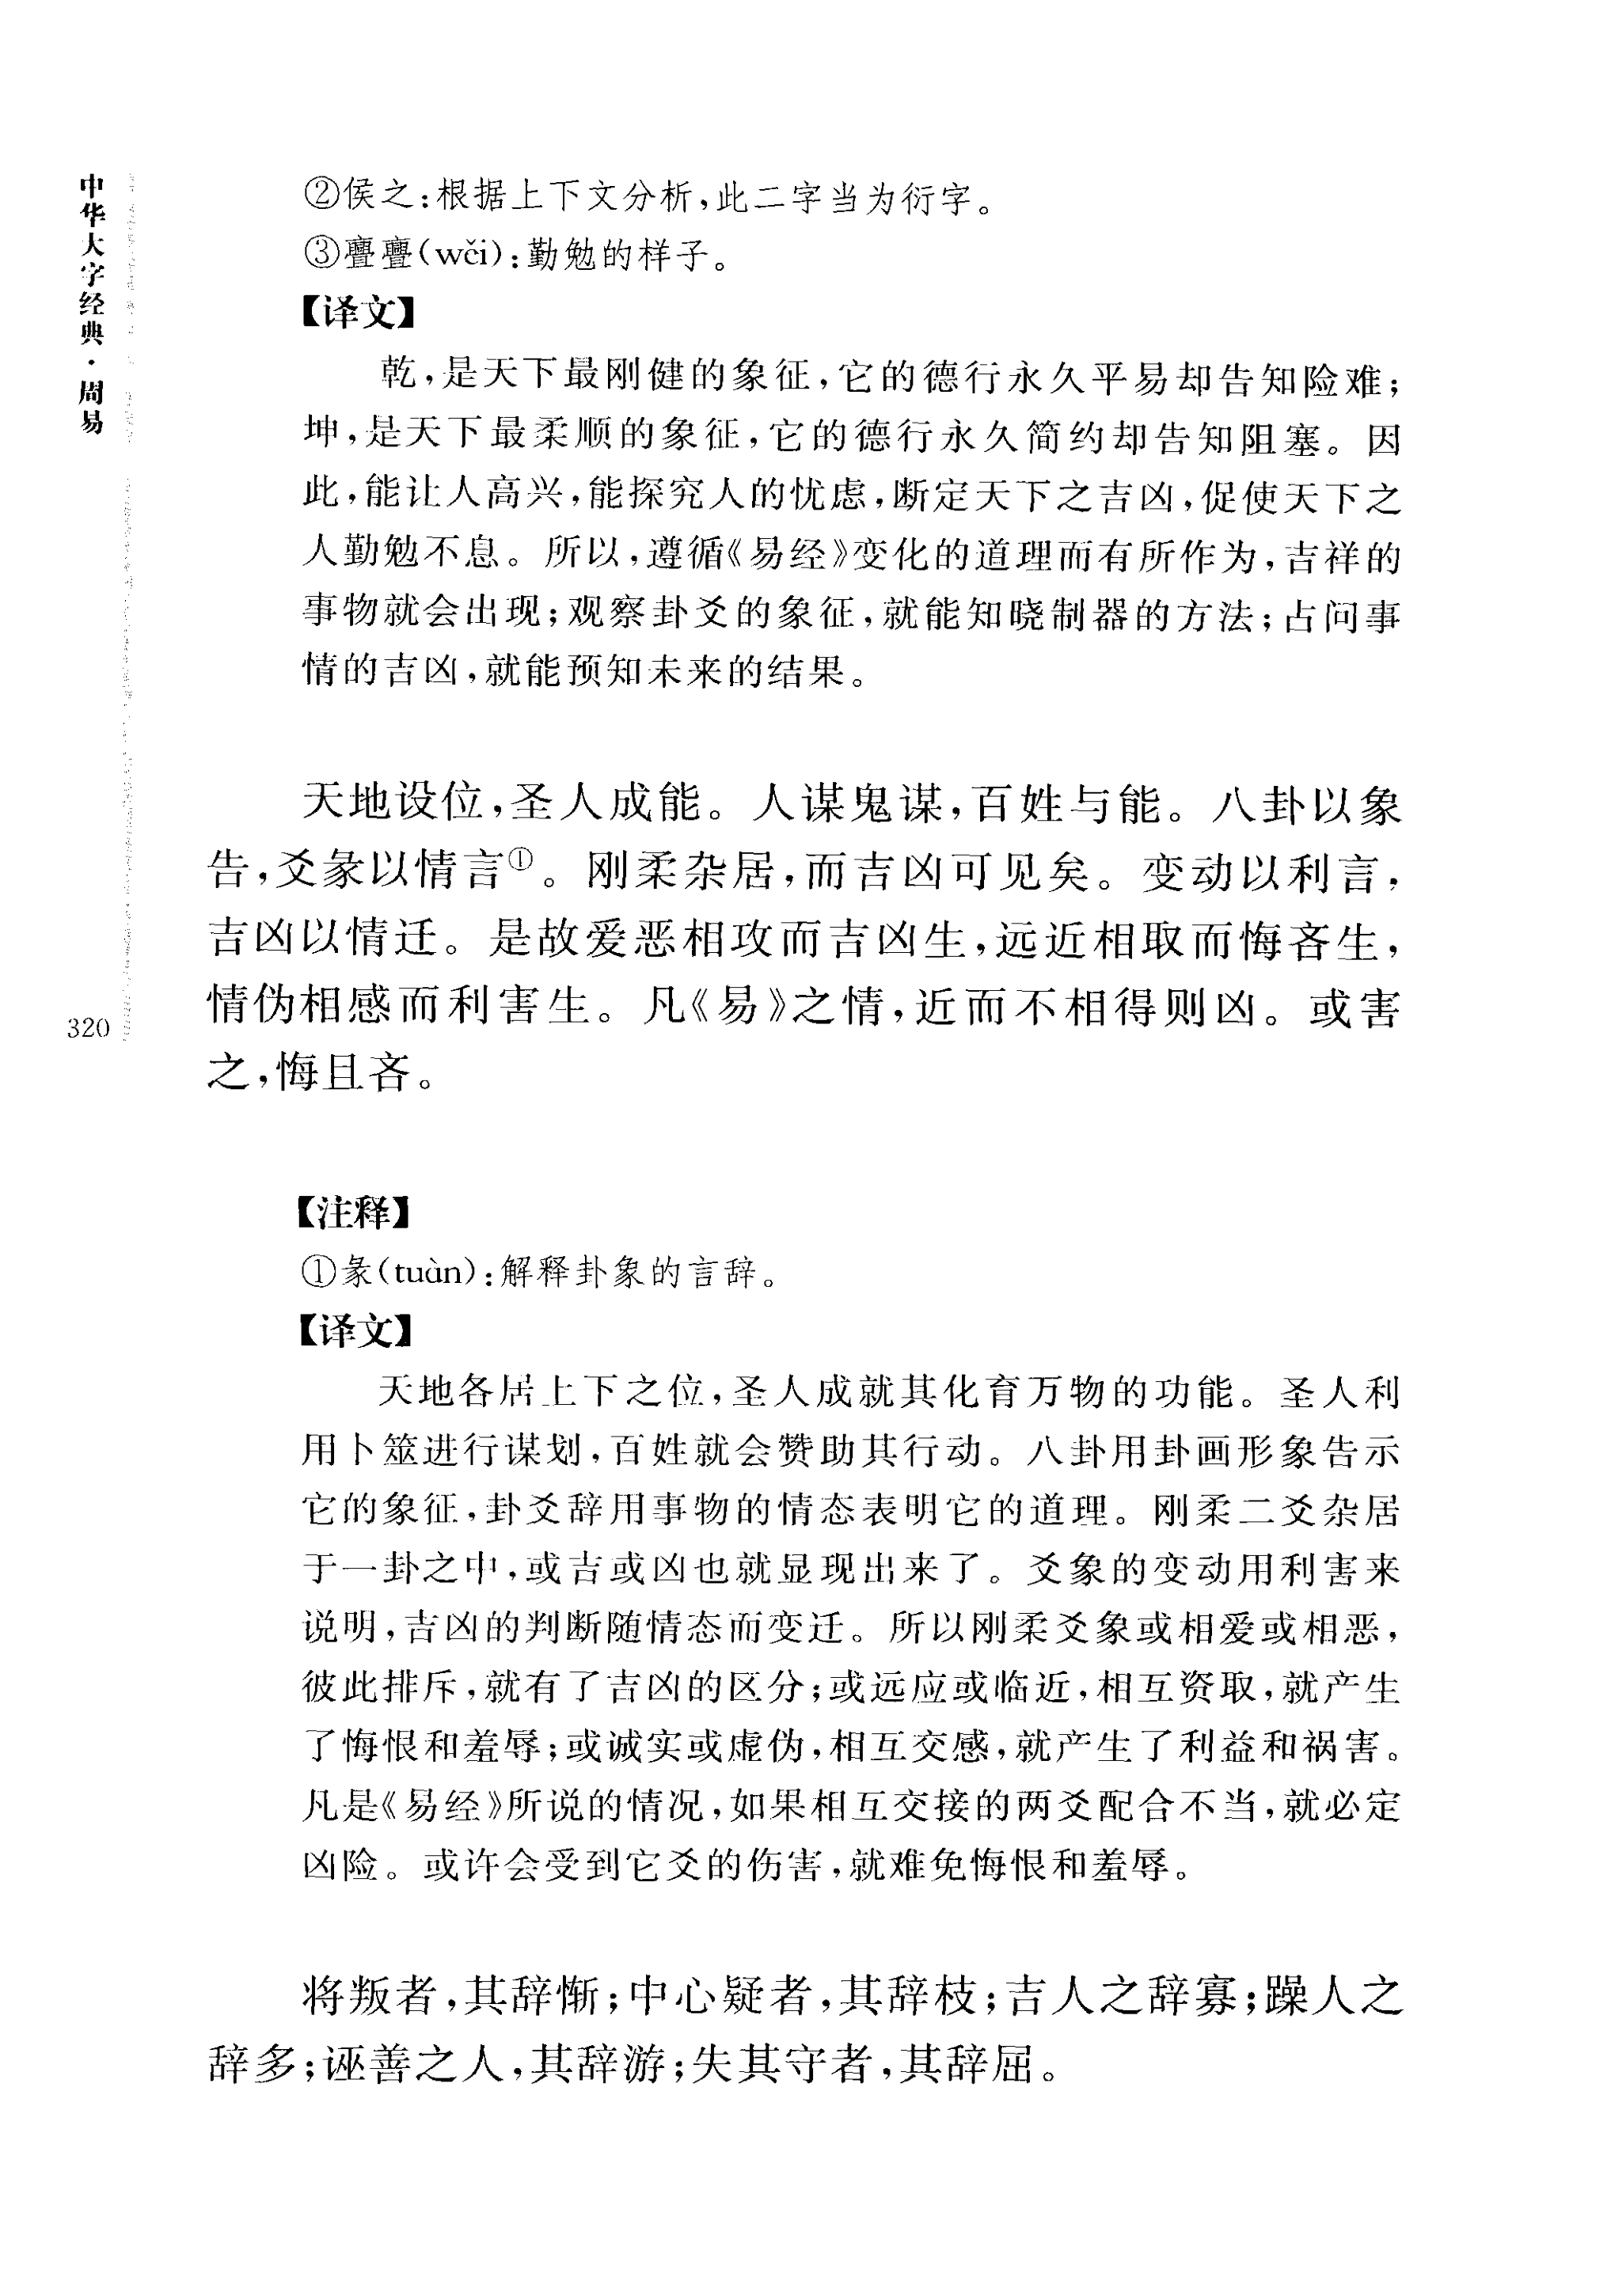 中华大字经典·周易
320
②侯之:根据上下文分析,此二字当为衍字。
③亹亹(wěi):勤勉的样子。
【译文】
乾,是天下最刚健的象征,它的德行永久平易却告知险难;
坤,是天下最柔顺的象征,它的德行永久简约却告知阻塞。因
此,能让人高兴,能探究人的忧虑,断定天下之吉凶,促使天下之
人勤勉不息。所以,遵循《易经》变化的道理而有所作为,吉祥的
事物就会出现;观察卦爻的象征,就能知晓制器的方法;占问事
情的吉凶,就能预知未来的结果。
天地设位,圣人成能。人谋鬼谋,百姓与能。八卦以象
告,爻彖以情言①。刚柔杂居,而吉凶可见矣。变动以利言,
吉凶以情迁。是故爱恶相攻而吉凶生,远近相取而悔吝生,
情伪相感而利害生。凡《易》之情,近而不相得则凶。或害
之,悔且吝。
【注释】
①彖(tuàn):解释卦象的言辞。
【译文】
天地各居上下之位,圣人成就其化育万物的功能。圣人利
用卜筮进行谋划,百姓就会赞助其行动。八卦用卦画形象告示
它的象征,卦爻辞用事物的情态表明它的道理。刚柔二爻杂居
于一卦之中,或吉或凶也就显现出来了。爻象的变动用利害来
说明,吉凶的判断随情态而变迁。所以刚柔爻象或相爱或相恶,
彼此排斥,就有了吉凶的区分;或远应或临近,相互资取,就产生
了悔恨和羞辱;或诚实或虚伪,相互交感,就产生了利益和祸害。
凡是《易经》所说的情况,如果相互交接的两爻配合不当,就必定
凶险。或许会受到它爻的伤害,就难免悔恨和羞辱。
将叛者,其辞惭;中心疑者,其辞枝;吉人之辞寡;躁人之
辞多;诬善之人,其辞游;失其守者,其辞屈。